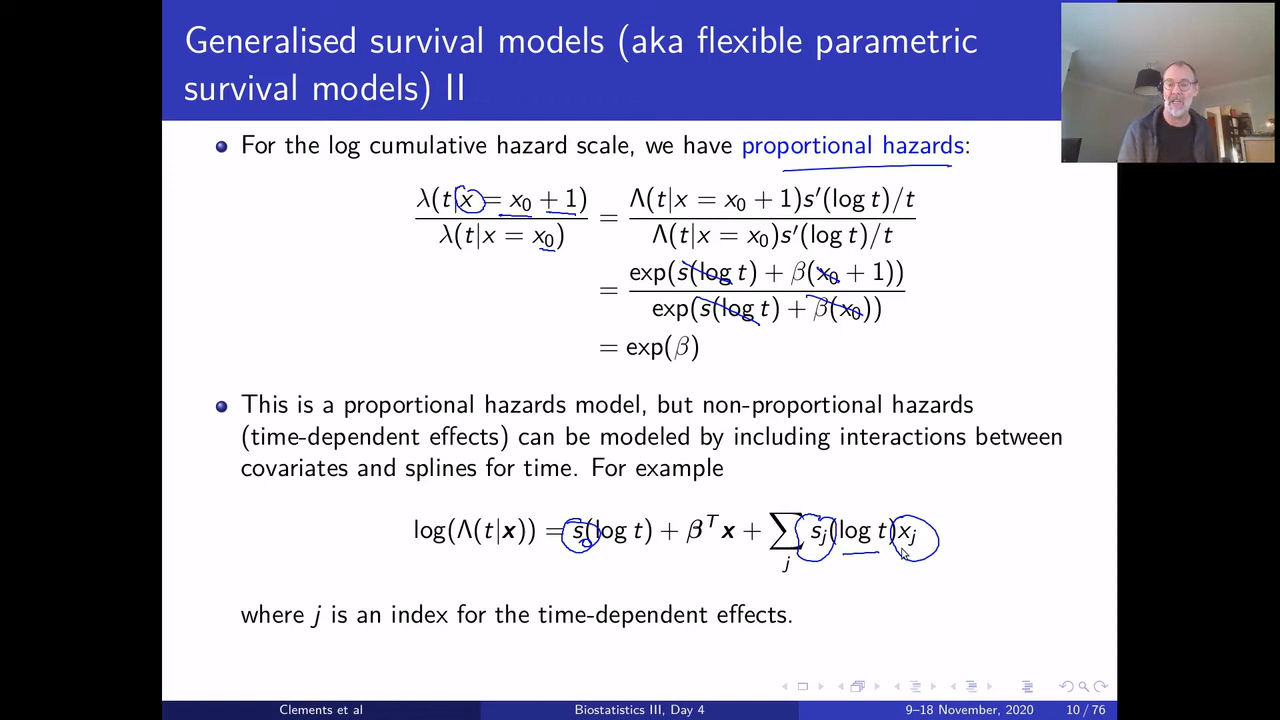 Generalised survival models (aka flexible parametric
survival models) II
For the log cumulative hazard scale, we have proportional hazards:
λ(t|x = x₀ + 1) / λ(t|x = x₀) = Λ(t|x = x₀ + 1)s′(log t)/t / Λ(t|x = x₀)s′(log t)/t
= exp(s(log t) + β(x₀ + 1)) / exp(s(log t) + β(x₀))
= exp(β)
This is a proportional hazards model, but non-proportional hazards
(time-dependent effects) can be modeled by including interactions between
covariates and splines for time. For example
log(Λ(t|x)) = s₀(log t) + βᵀx + ∑ⱼ sⱼ(log t)xⱼ
where j is an index for the time-dependent effects.
Clements et al Biostatistics III, Day 4 9–18 November, 2020 10 / 76